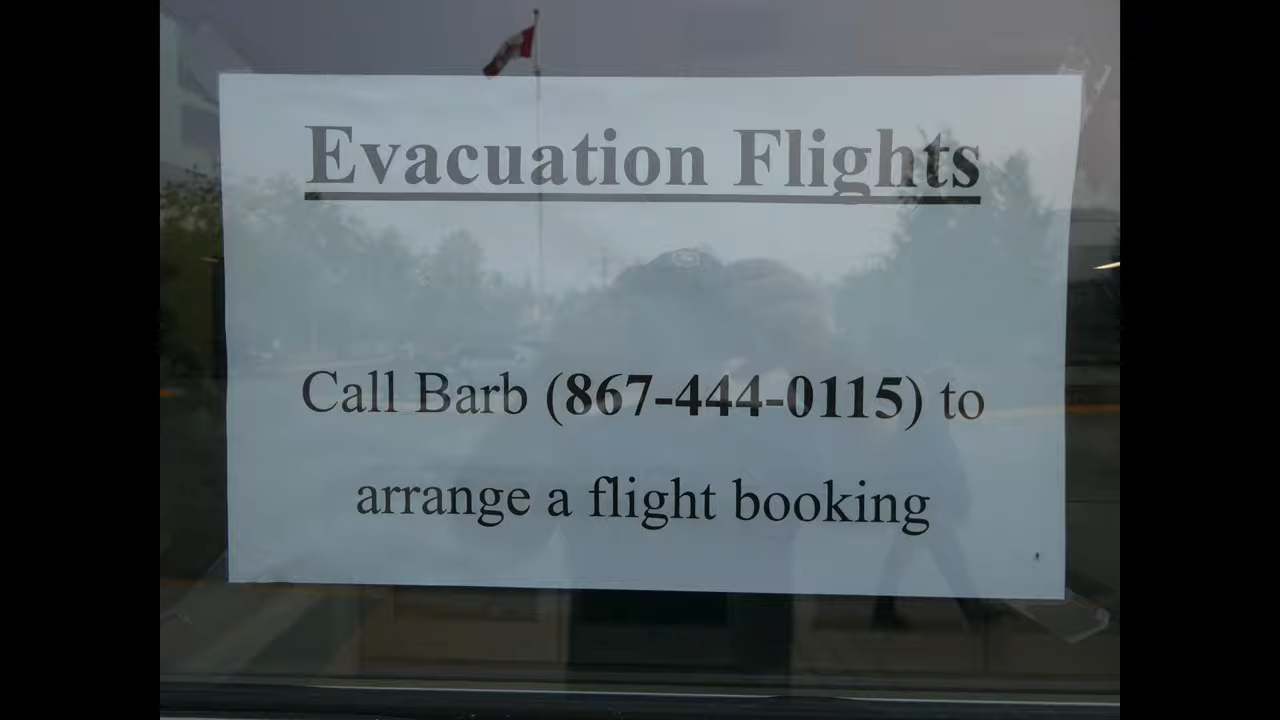 Evacuation Flights
Call Barb (867-444-0115) to
arrange a flight booking